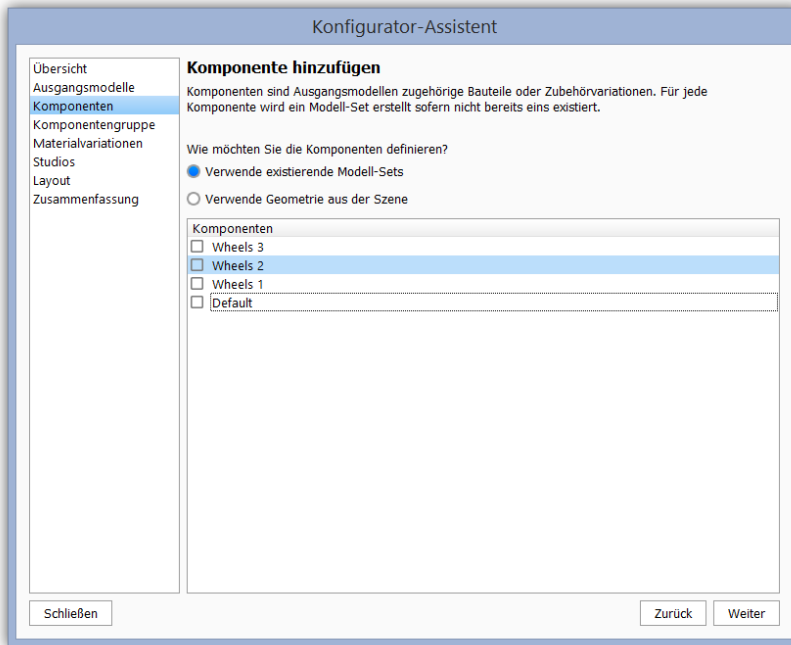 Konfigurator-Assistent
Übersicht
Ausgangsmodelle
Komponenten
Komponentengruppe
Materialvariationen
Studios
Layout
Zusammenfassung
Komponente hinzufügen
Komponenten sind Ausgangsmodellen zugehörige Bauteile oder Zubehörvariationen. Für jede
Komponente wird ein Modell-Set erstellt sofern nicht bereits eins existiert.
Wie möchten Sie die Komponenten definieren?
Verwende existierende Modell-Sets
Verwende Geometrie aus der Szene
Komponenten
Wheels 3
Wheels 2
Wheels 1
Default
Schließen
Zurück
Weiter